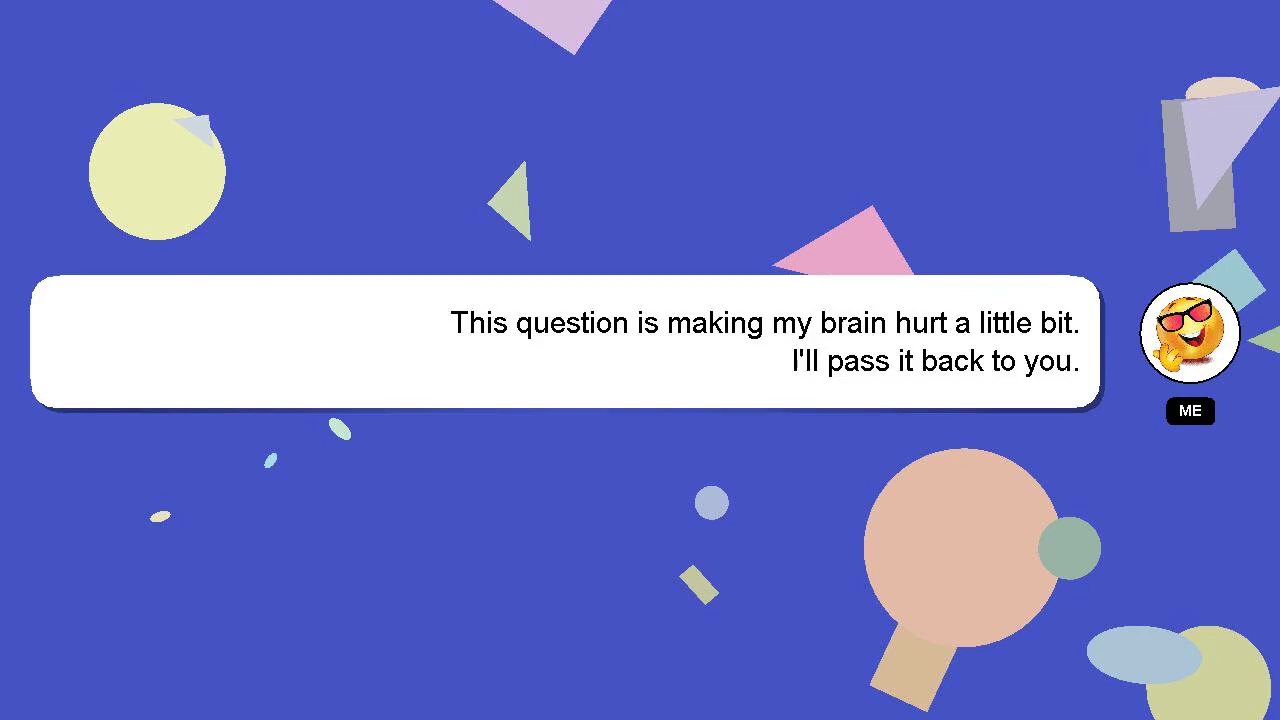 This question is making my brain hurt a little bit.
I'll pass it back to you.
ME